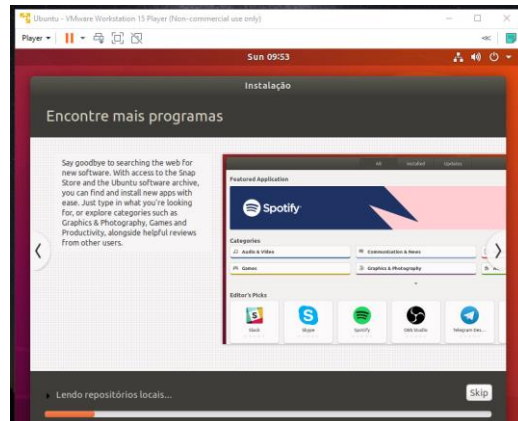 Ubuntu - VMware Workstation 15 Player (Non-commercial use only)
Player
Sun 09:53
Instalação
Encontre mais programas
Say goodbye to searching the web for
new software. With access to the Snap
Store and the Ubuntu software archive,
you can find and install new apps with
ease. Just type in what you're looking
for, or explore categories such as
Graphics & Photography, Games and
Productivity, alongside helpful reviews
from other users.
All Installed Updates
Featured Application
Spotify
Categories
Audio & Video Communication & News
Games Graphics & Photography
Editor's Picks
Slack Skype Spotify OBS Studio Telegram Des...
Lendo repositórios locais...
Skip